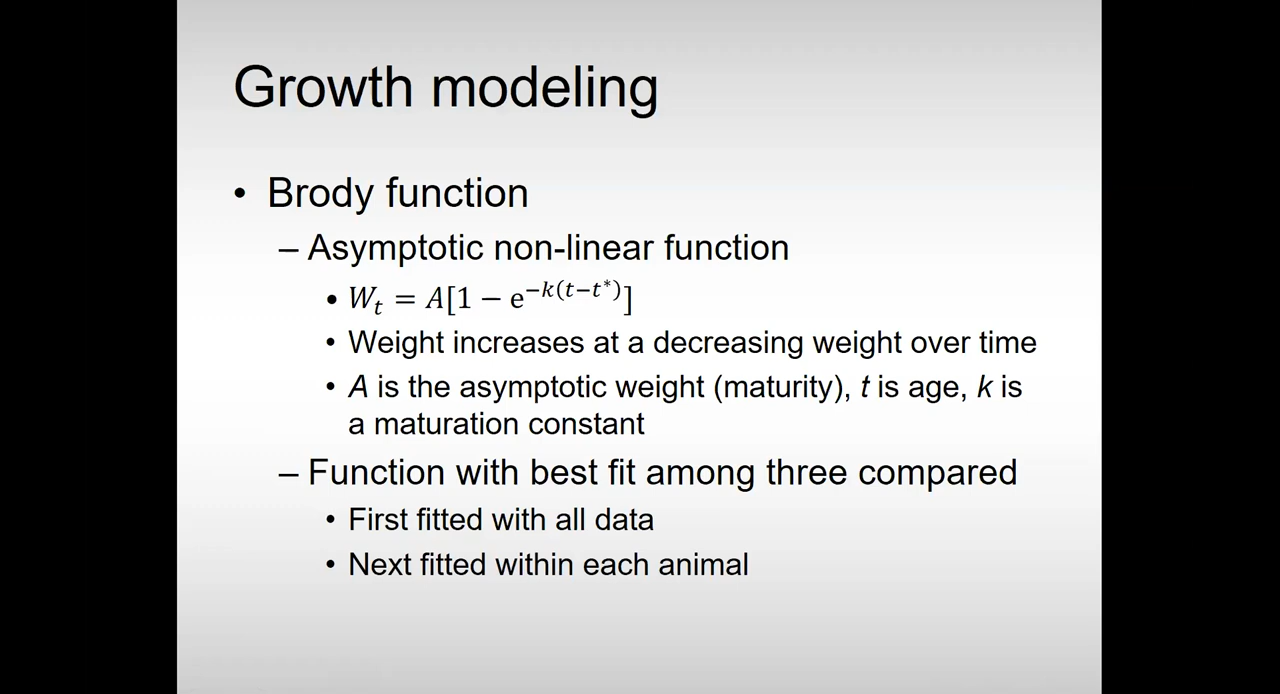 Growth modeling
• Brody function
– Asymptotic non-linear function
• Wₜ = A[1 − e^{−k(t−t*)}]
• Weight increases at a decreasing weight over time
• A is the asymptotic weight (maturity), t is age, k is
a maturation constant
– Function with best fit among three compared
• First fitted with all data
• Next fitted within each animal